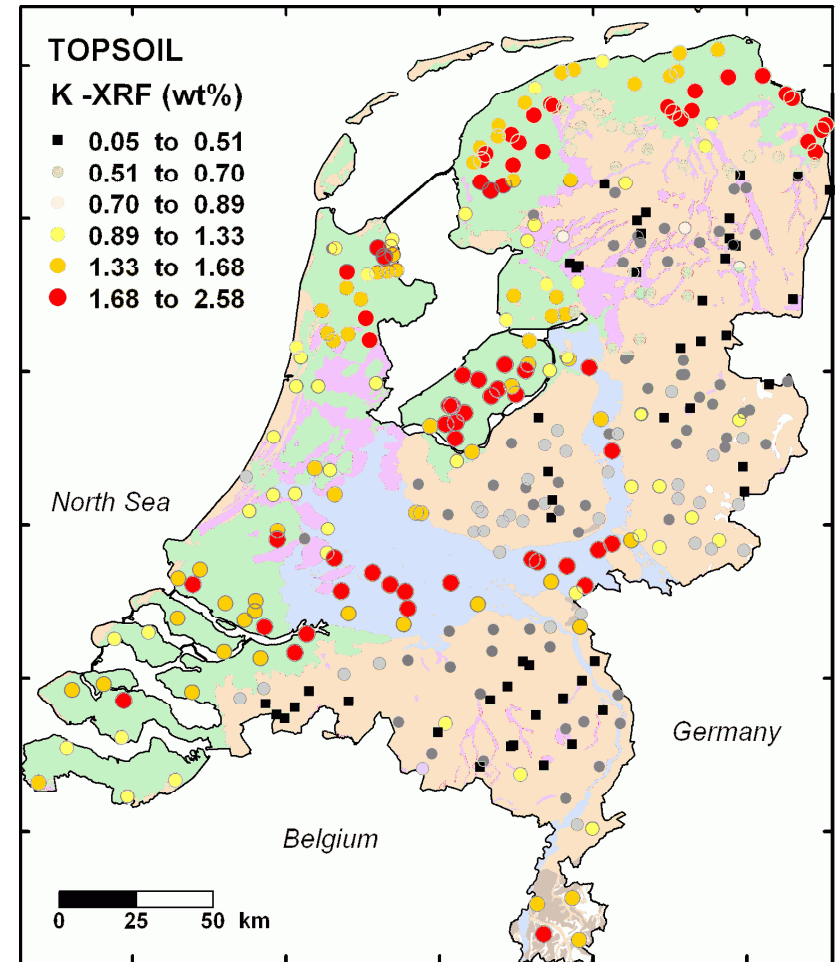 TOPSOIL
K -XRF (wt%)
0.05 to 0.51
0.51 to 0.70
0.70 to 0.89
0.89 to 1.33
1.33 to 1.68
1.68 to 2.58
North Sea
Germany
Belgium
0 25 50 km